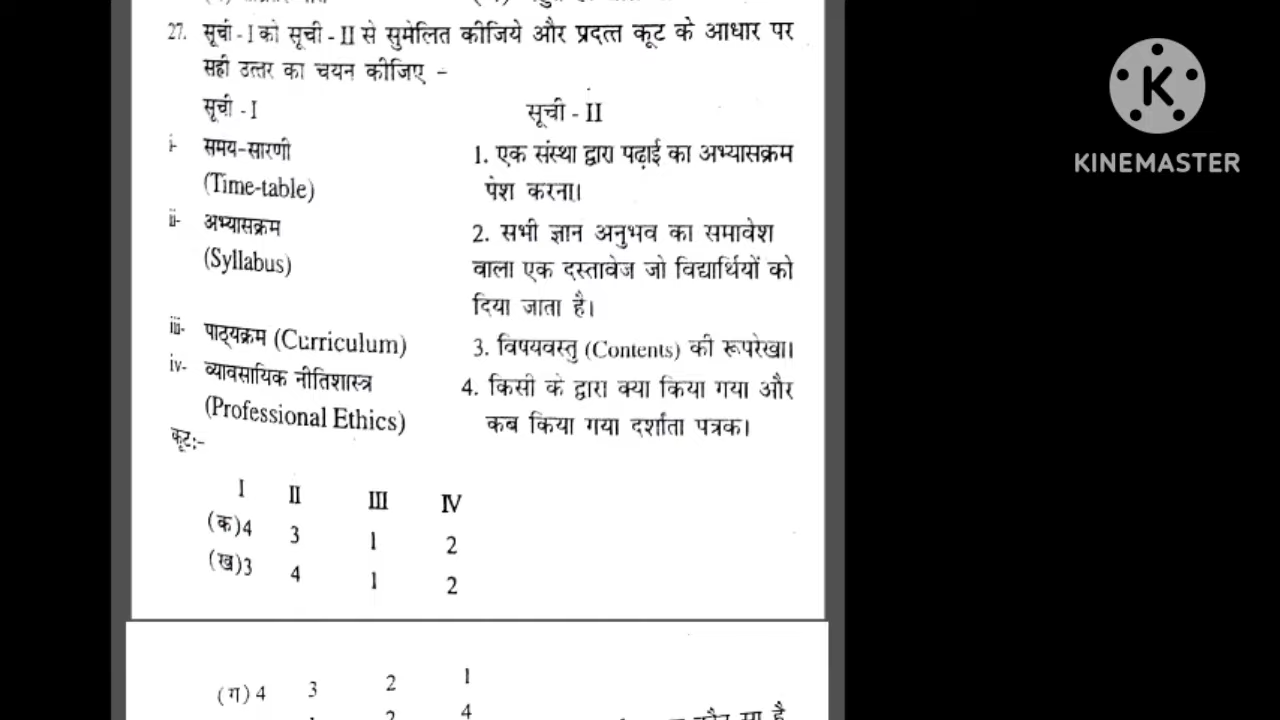 27. सूची - I को सूची - II से सुमेलित कीजिये और प्रदत्त कूट के आधार पर
सही उत्तर का चयन कीजिए -
सूची - I सूची - II
i- समय-सारणी 1. एक संस्था द्वारा पढ़ाई का अभ्यासक्रम
(Time-table) पेश करना।
ii- अभ्यासक्रम 2. सभी ज्ञान अनुभव का समावेश
(Syllabus) वाला एक दस्तावेज जो विद्यार्थियों को
दिया जाता है।
iii- पाठ्यक्रम (Curriculum) 3. विषयवस्तु (Contents) की रूपरेखा।
iv- व्यावसायिक नीतिशास्त्र 4. किसी के द्वारा क्या किया गया और
(Professional Ethics) कब किया गया दर्शाता पत्रक।
कूट:-
I II III IV
(क) 4 3 1 2
(ख) 3 4 1 2
(ग) 4 3 2 1
2 4
KINEMASTER